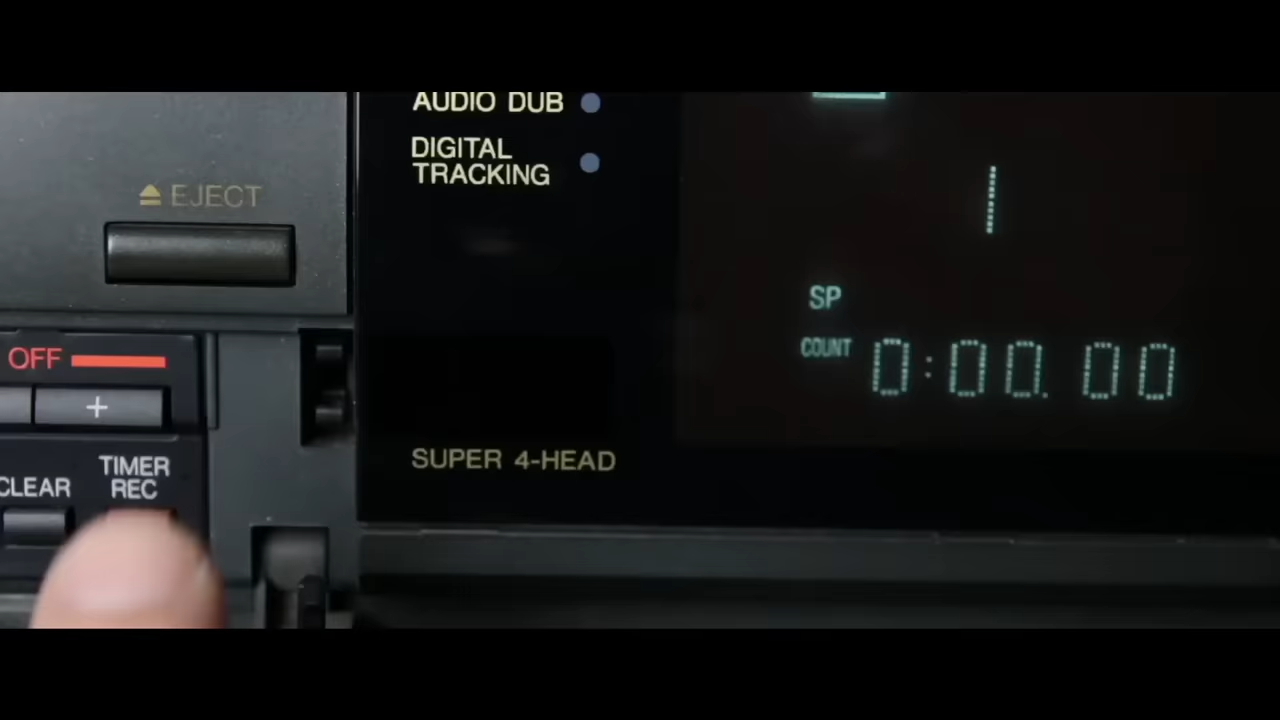 AUDIO DUB
DIGITAL
TRACKING
EJECT
SP
COUNT 0:00.00
OFF
+
CLEAR
TIMER
REC
SUPER 4-HEAD